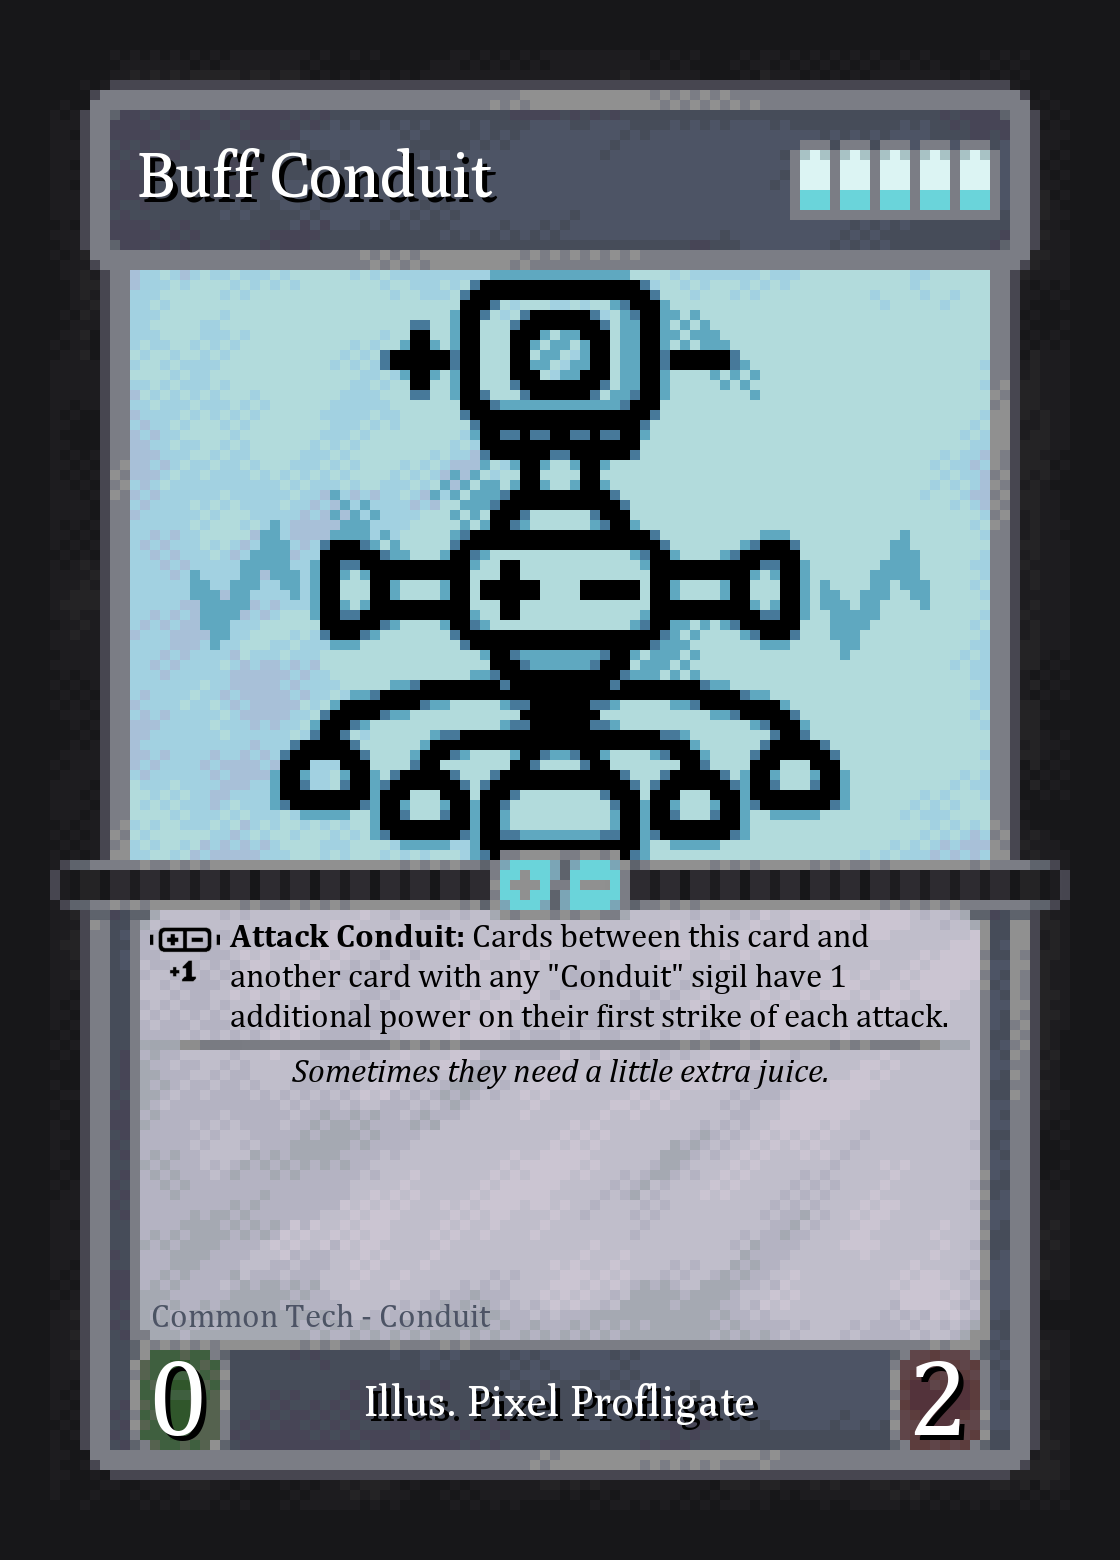 Buff Conduit
+ -
+ -
+ -
+ -
+1
Attack Conduit: Cards between this card and
another card with any "Conduit" sigil have 1
additional power on their first strike of each attack.
Sometimes they need a little extra juice.
Common Tech - Conduit
0
Illus. Pixel Profligate
2